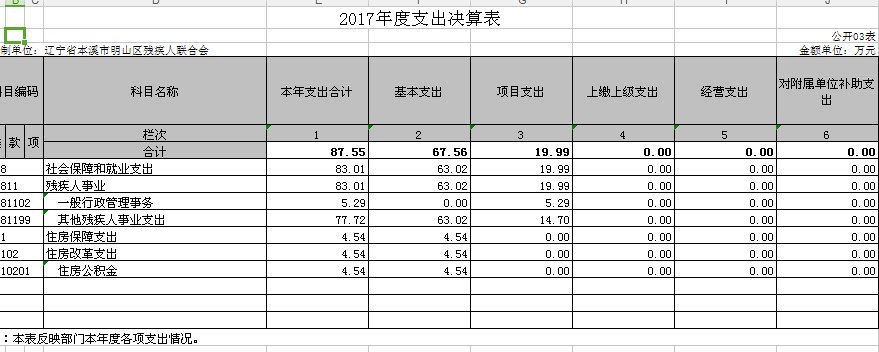 2017年度支出决算表
公开03表
制单位：辽宁省本溪市明山区残疾人联合会 金额单位：万元
目编码 科目名称 本年支出合计 基本支出 项目支出 上缴上级支出 经营支出 对附属单位补助支出
款 项 栏次 1 2 3 4 5 6
合计 87.55 67.56 19.99 0.00 0.00 0.00
8 社会保障和就业支出 83.01 63.02 19.99 0.00 0.00 0.00
811 残疾人事业 83.01 63.02 19.99 0.00 0.00 0.00
81102 一般行政管理事务 5.29 0.00 5.29 0.00 0.00 0.00
81199 其他残疾人事业支出 77.72 63.02 14.70 0.00 0.00 0.00
1 住房保障支出 4.54 4.54 0.00 0.00 0.00 0.00
102 住房改革支出 4.54 4.54 0.00 0.00 0.00 0.00
10201 住房公积金 4.54 4.54 0.00 0.00 0.00 0.00
：本表反映部门本年度各项支出情况。